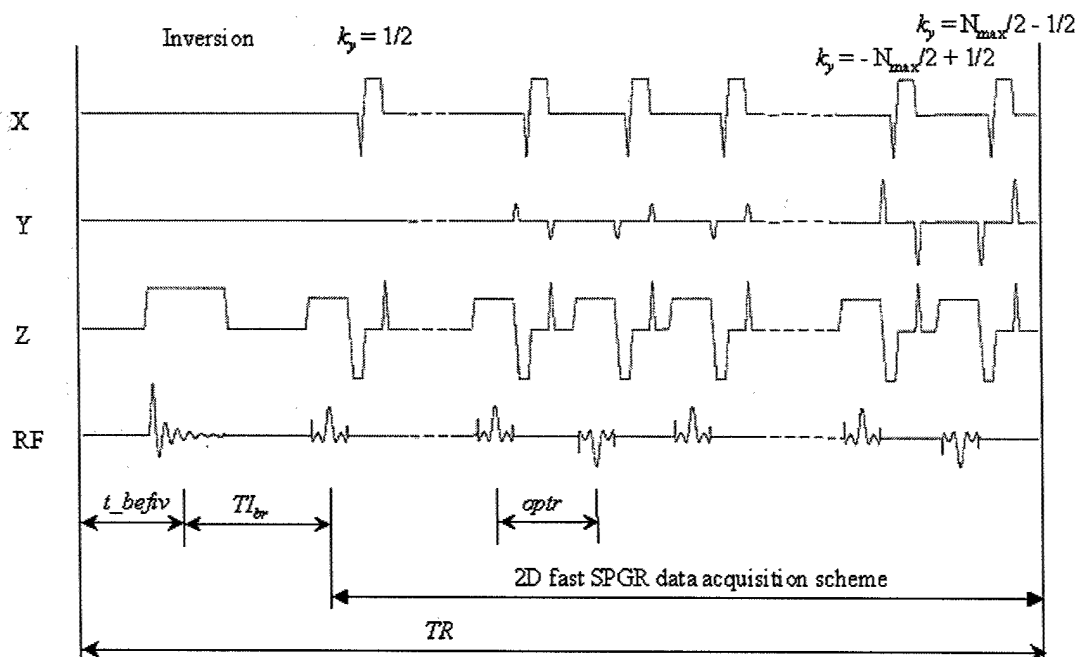 Inversion
k_y = 1/2
k_y = N_max/2 - 1/2
k_y = - N_max/2 + 1/2
X
Y
Z
RF
t_befiv
TI_br
optr
2D fast SPGR data acquisition scheme
TR